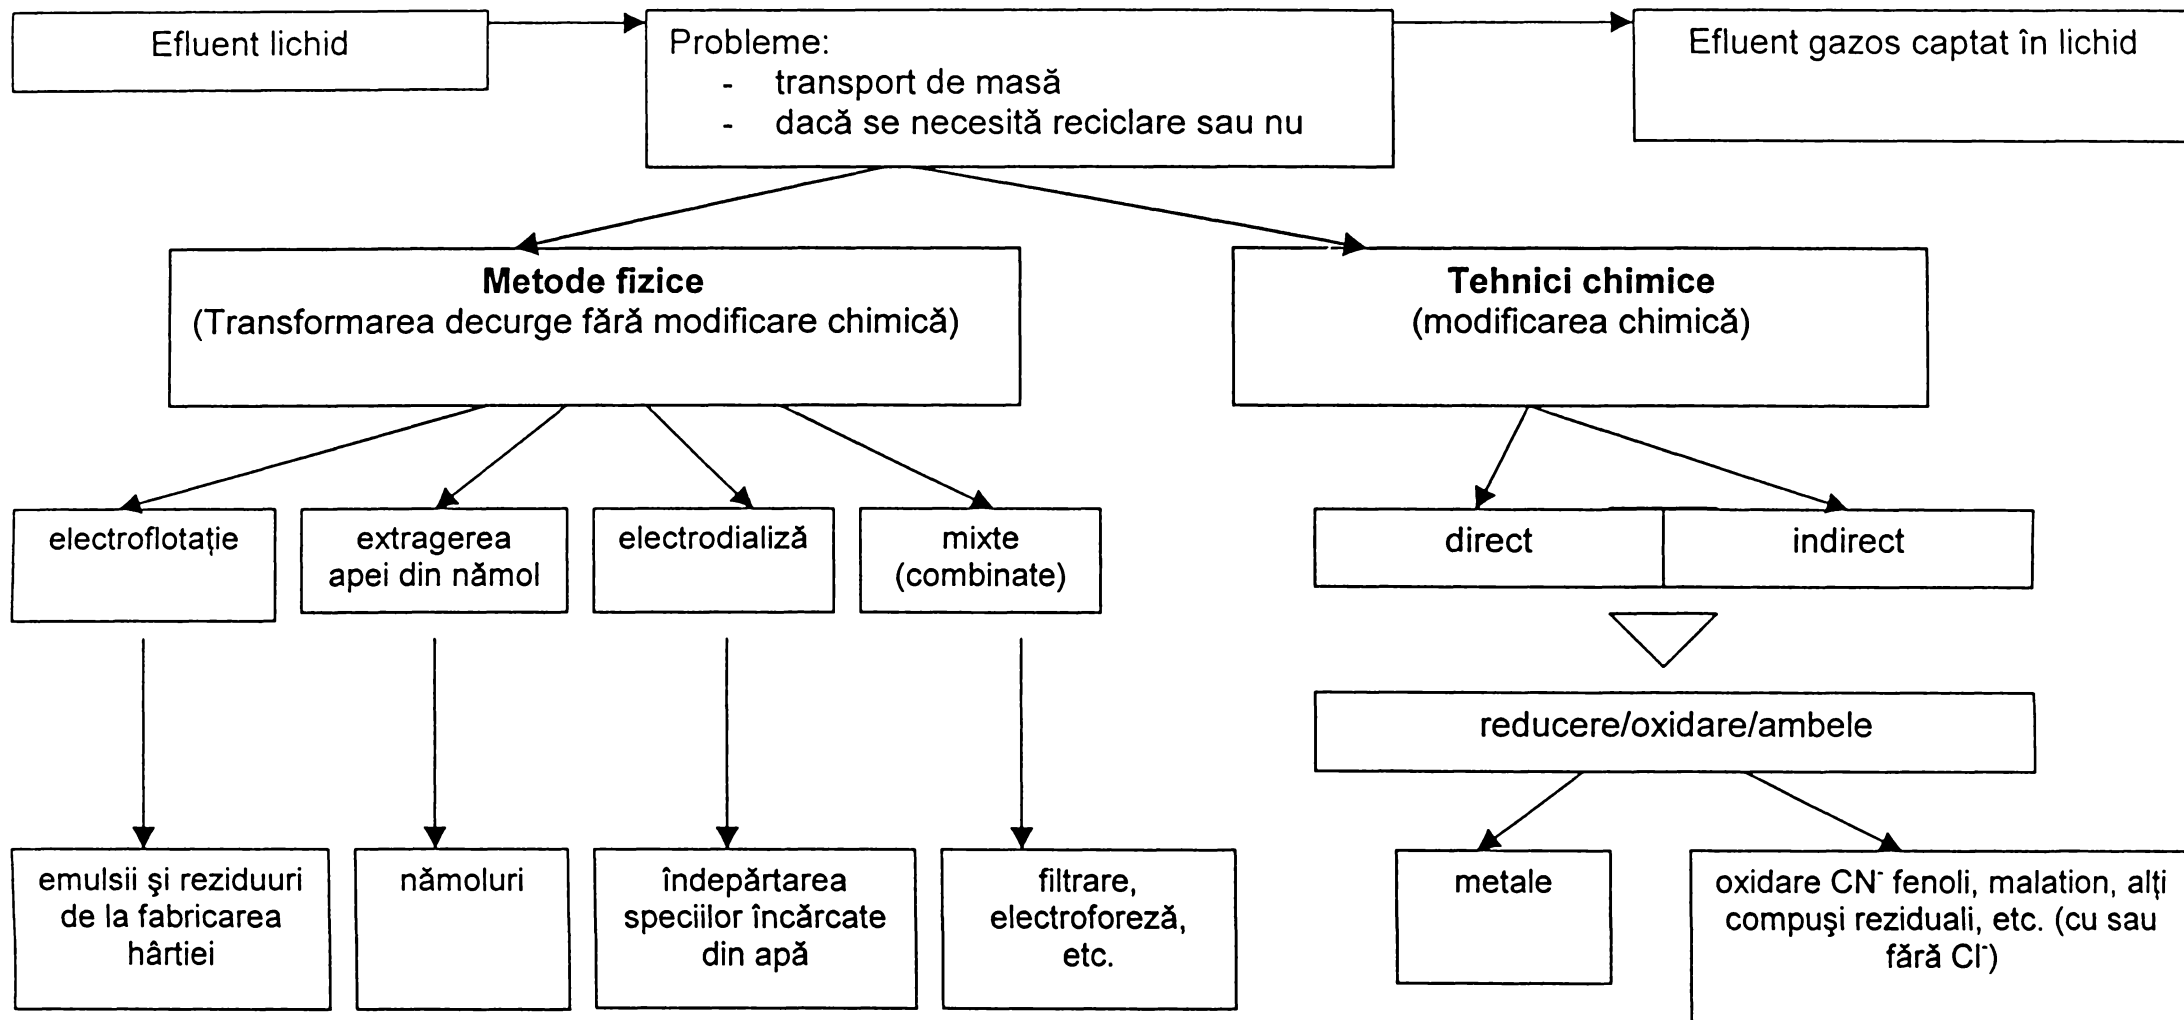 Efluent lichid
Probleme:
- transport de masă
- dacă se necesită reciclare sau nu
Efluent gazos captat în lichid
Metode fizice
(Transformarea decurge fără modificare chimică)
Tehnici chimice
(modificarea chimică)
electroflotaţie
extragerea
apei din nămol
electrodializă
mixte
(combinate)
direct
indirect
reducere/oxidare/ambele
emulsii şi reziduuri
de la fabricarea
hârtiei
nămoluri
îndepărtarea
speciilor încărcate
din apă
filtrare,
electroforeză,
etc.
metale
oxidare CN⁻ fenoli, malation, alţi
compuşi reziduali, etc. (cu sau
fără Cl⁻)